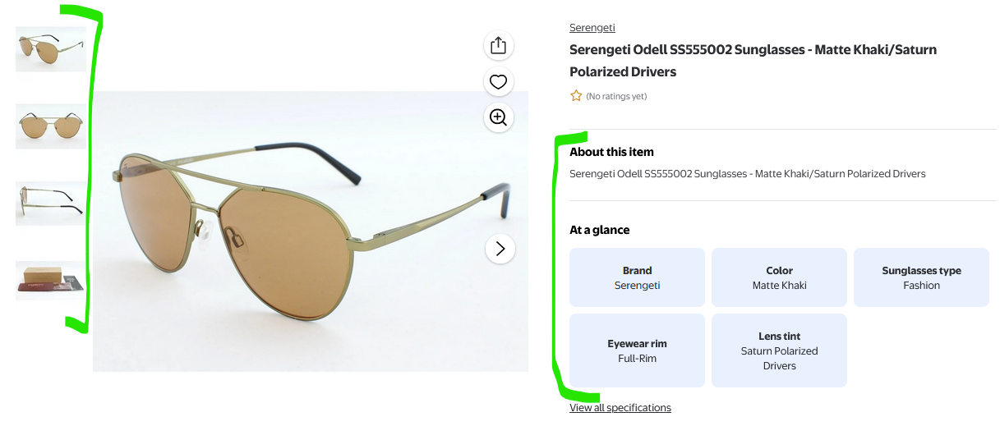 Serengeti
Serengeti Odell SS555002 Sunglasses - Matte Khaki/Saturn
Polarized Drivers
(No ratings yet)
About this item
Serengeti Odell SS555002 Sunglasses - Matte Khaki/Saturn Polarized Drivers
At a glance
Brand
Serengeti
Color
Matte Khaki
Sunglasses type
Fashion
Eyewear rim
Full-Rim
Lens tint
Saturn Polarized
Drivers
View all specifications